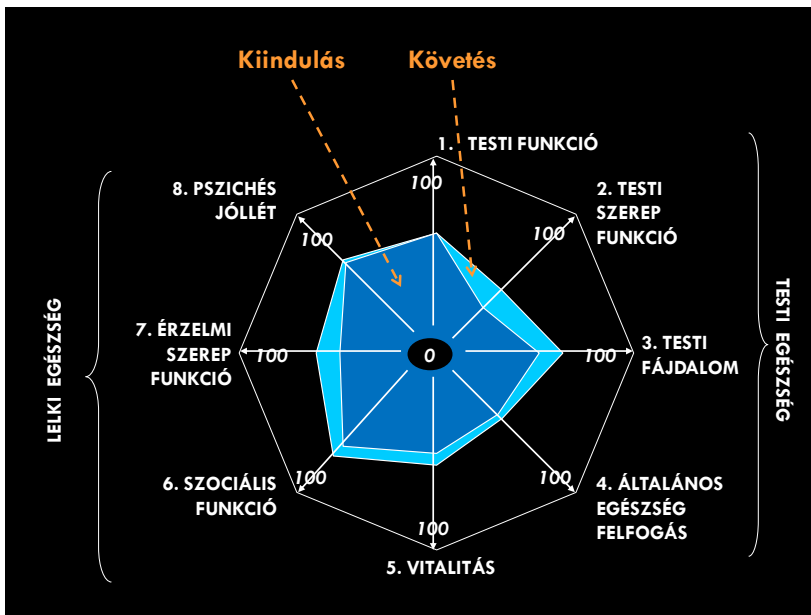 Kiindulás
Követés
1. TESTI FUNKCIÓ
100
2. TESTI
SZEREP
FUNKCIÓ
100
3. TESTI
FÁJDALOM
100
4. ÁLTALÁNOS
EGÉSZSÉG
FELFOGÁS
100
5. VITALITÁS
100
6. SZOCIÁLIS
FUNKCIÓ
100
7. ÉRZELMI
SZEREP
FUNKCIÓ
100
8. PSZICHÉS
JÓLLÉT
100
0
LELKI EGÉSZSÉG
TESTI EGÉSZSÉG